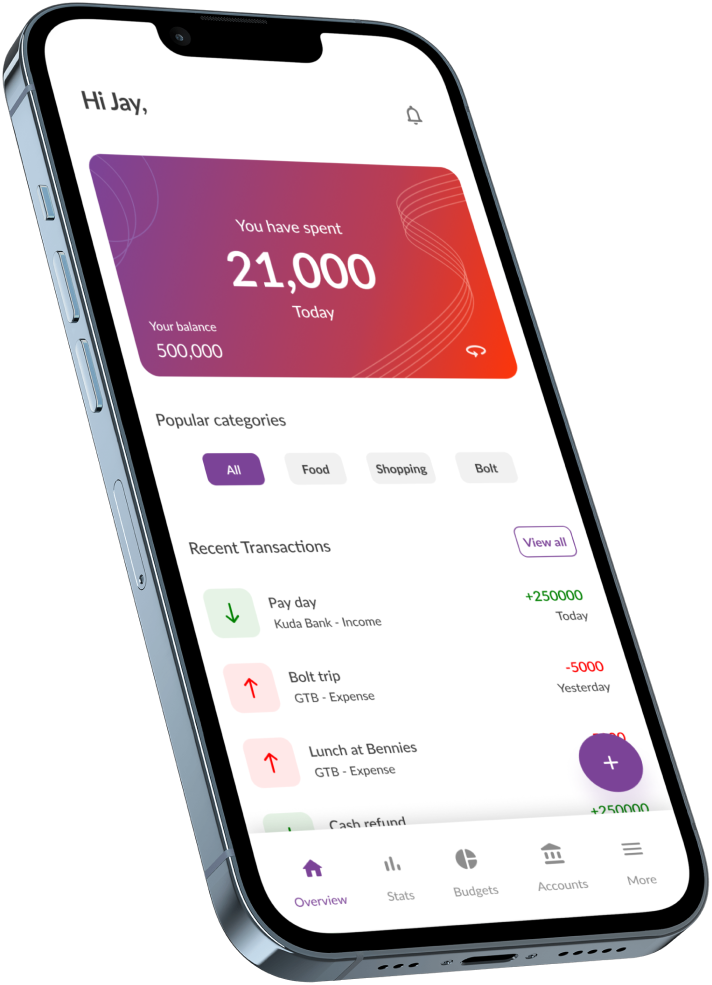 Hi Jay,
You have spent
21,000
Today
Your balance
500,000
Popular categories
All Food Shopping Bolt
Recent Transactions View all
Pay day +250000
Kuda Bank - Income Today
Bolt trip -5000
GTB - Expense Yesterday
Lunch at Bennies
GTB - Expense
+
Cash refund +250000
Overview Stats Budgets Accounts More